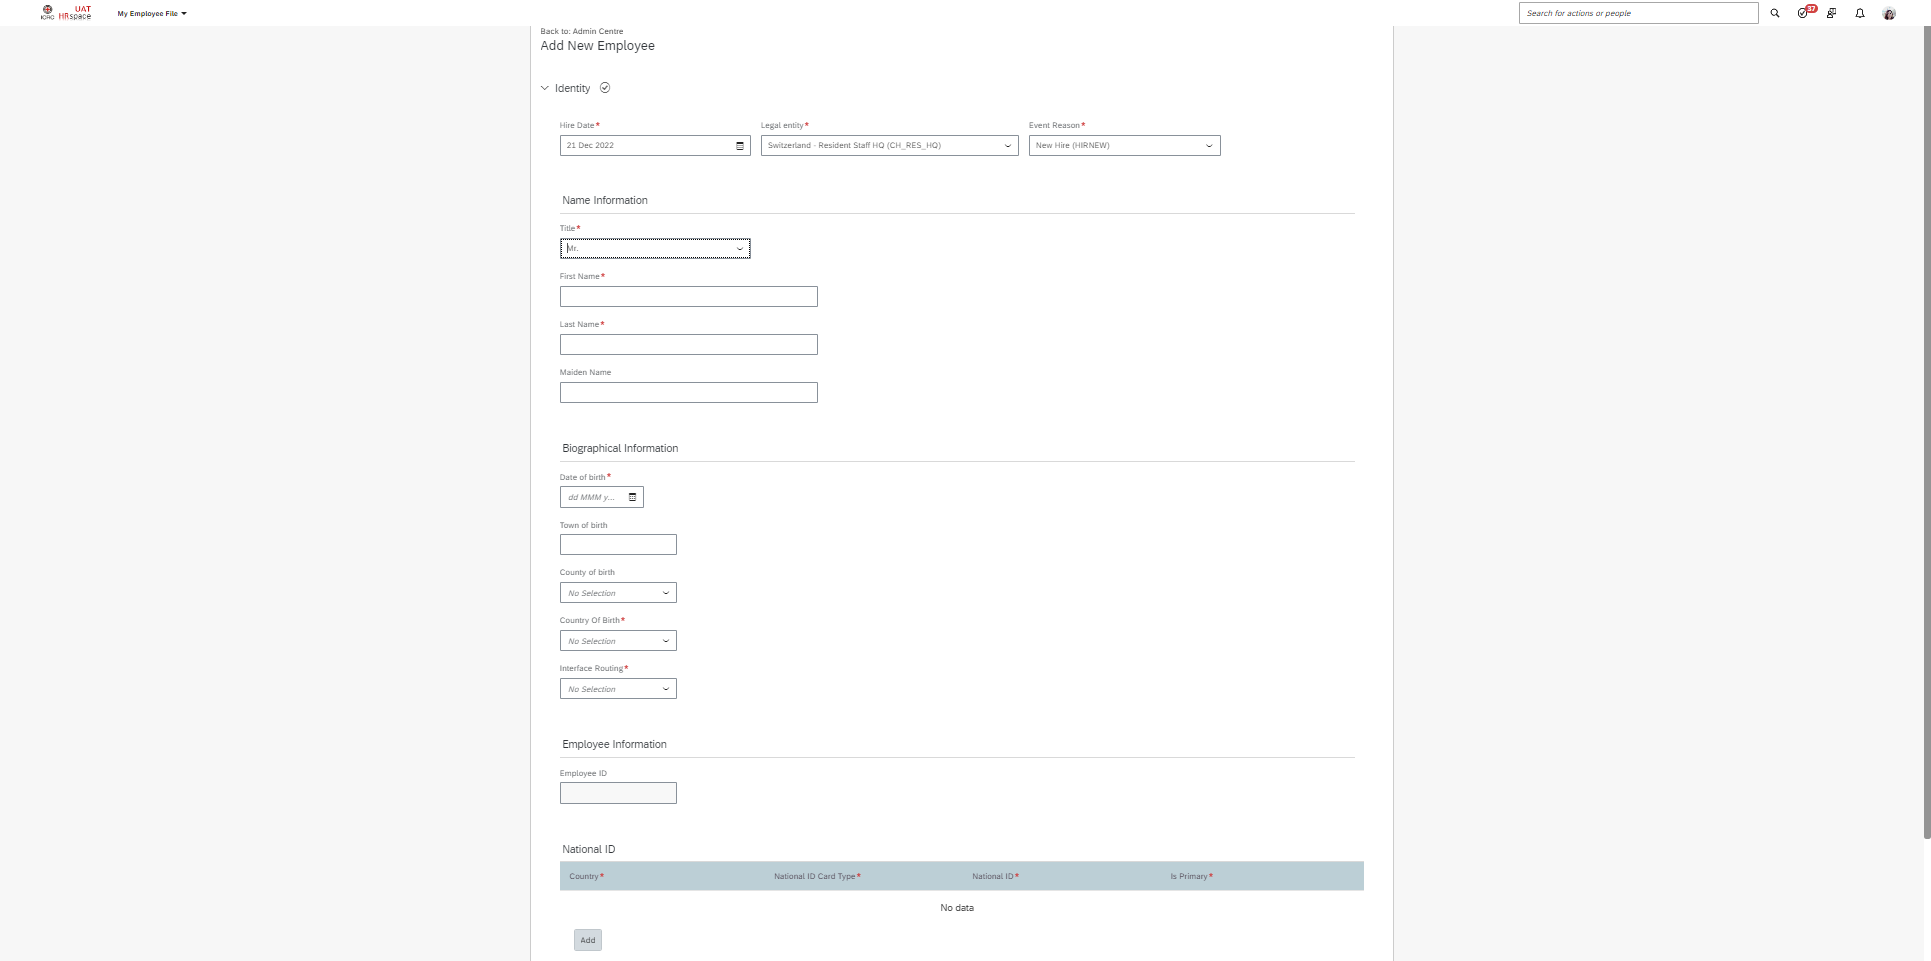 UAT
ICRC HRspace
My Employee File
Search for actions or people
37
Back to: Admin Centre
Add New Employee
Identity
Hire Date* Legal entity* Event Reason*
21 Dec 2022 Switzerland - Resident Staff HQ (CH_RES_HQ) New Hire (HIRNEW)
Name Information
Title*
Mr.
First Name*
Last Name*
Maiden Name
Biographical Information
Date of birth*
dd MMM y...
Town of birth
County of birth
No Selection
Country Of Birth*
No Selection
Interface Routing*
No Selection
Employee Information
Employee ID
National ID
Country* National ID Card Type* National ID* Is Primary*
No data
Add